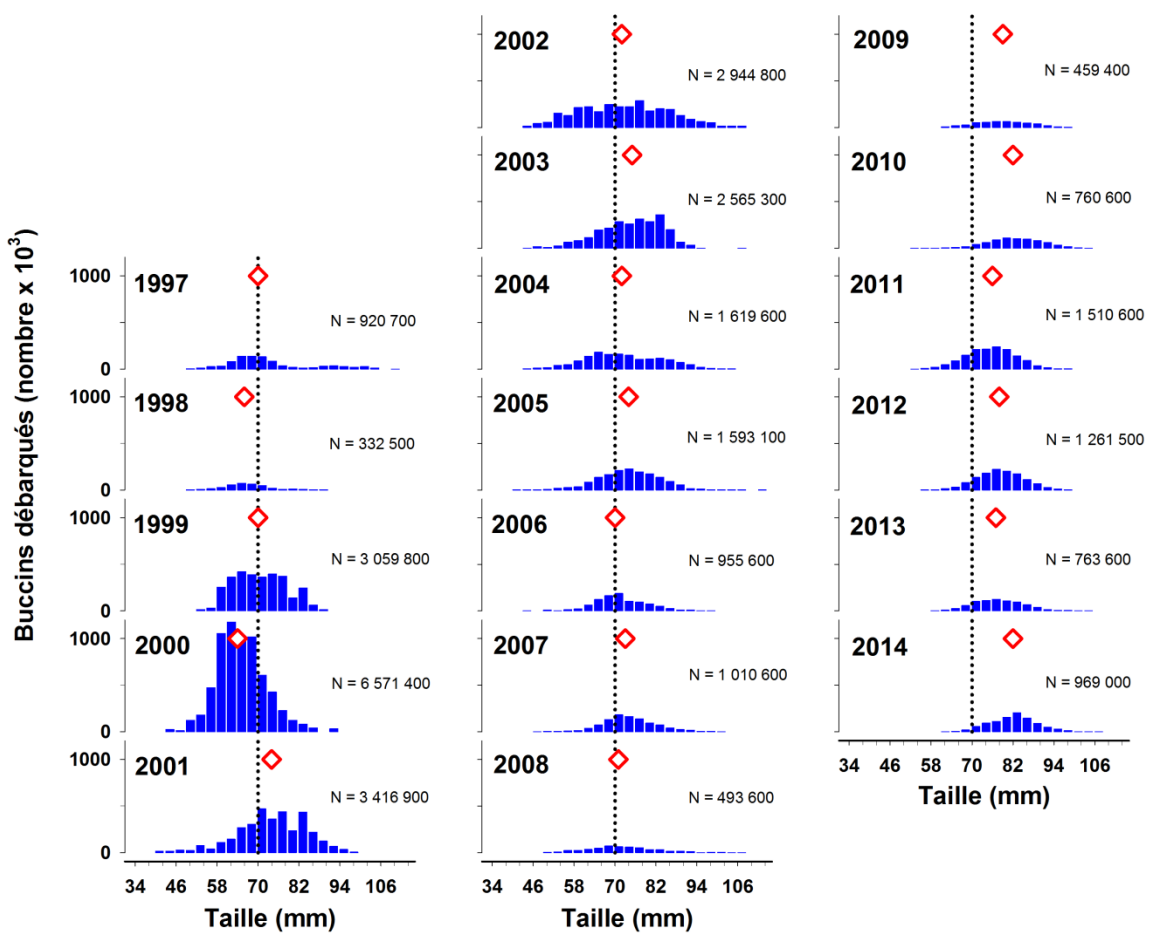 Buccins débarqués (nombre x 10³)
1000
0
1997
N = 920 700
1000
0
1998
N = 332 500
1000
0
1999
N = 3 059 800
1000
0
2000
N = 6 571 400
1000
0
2001
N = 3 416 900
34 46 58 70 82 94 106
Taille (mm)
2002
N = 2 944 800
2003
N = 2 565 300
2004
N = 1 619 600
2005
N = 1 593 100
2006
N = 955 600
2007
N = 1 010 600
2008
N = 493 600
34 46 58 70 82 94 106
Taille (mm)
2009
N = 459 400
2010
N = 760 600
2011
N = 1 510 600
2012
N = 1 261 500
2013
N = 763 600
2014
N = 969 000
34 46 58 70 82 94 106
Taille (mm)